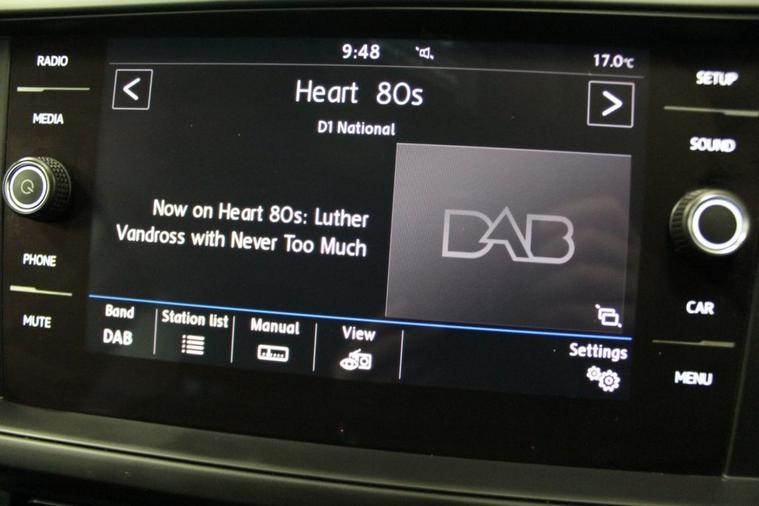 RADIO
MEDIA
PHONE
MUTE
9:48
17.0°C
Heart 80s
D1 National
Now on Heart 80s: Luther
Vandross with Never Too Much
DAB
Band
DAB
Station list
Manual
View
Settings
SETUP
SOUND
CAR
MENU